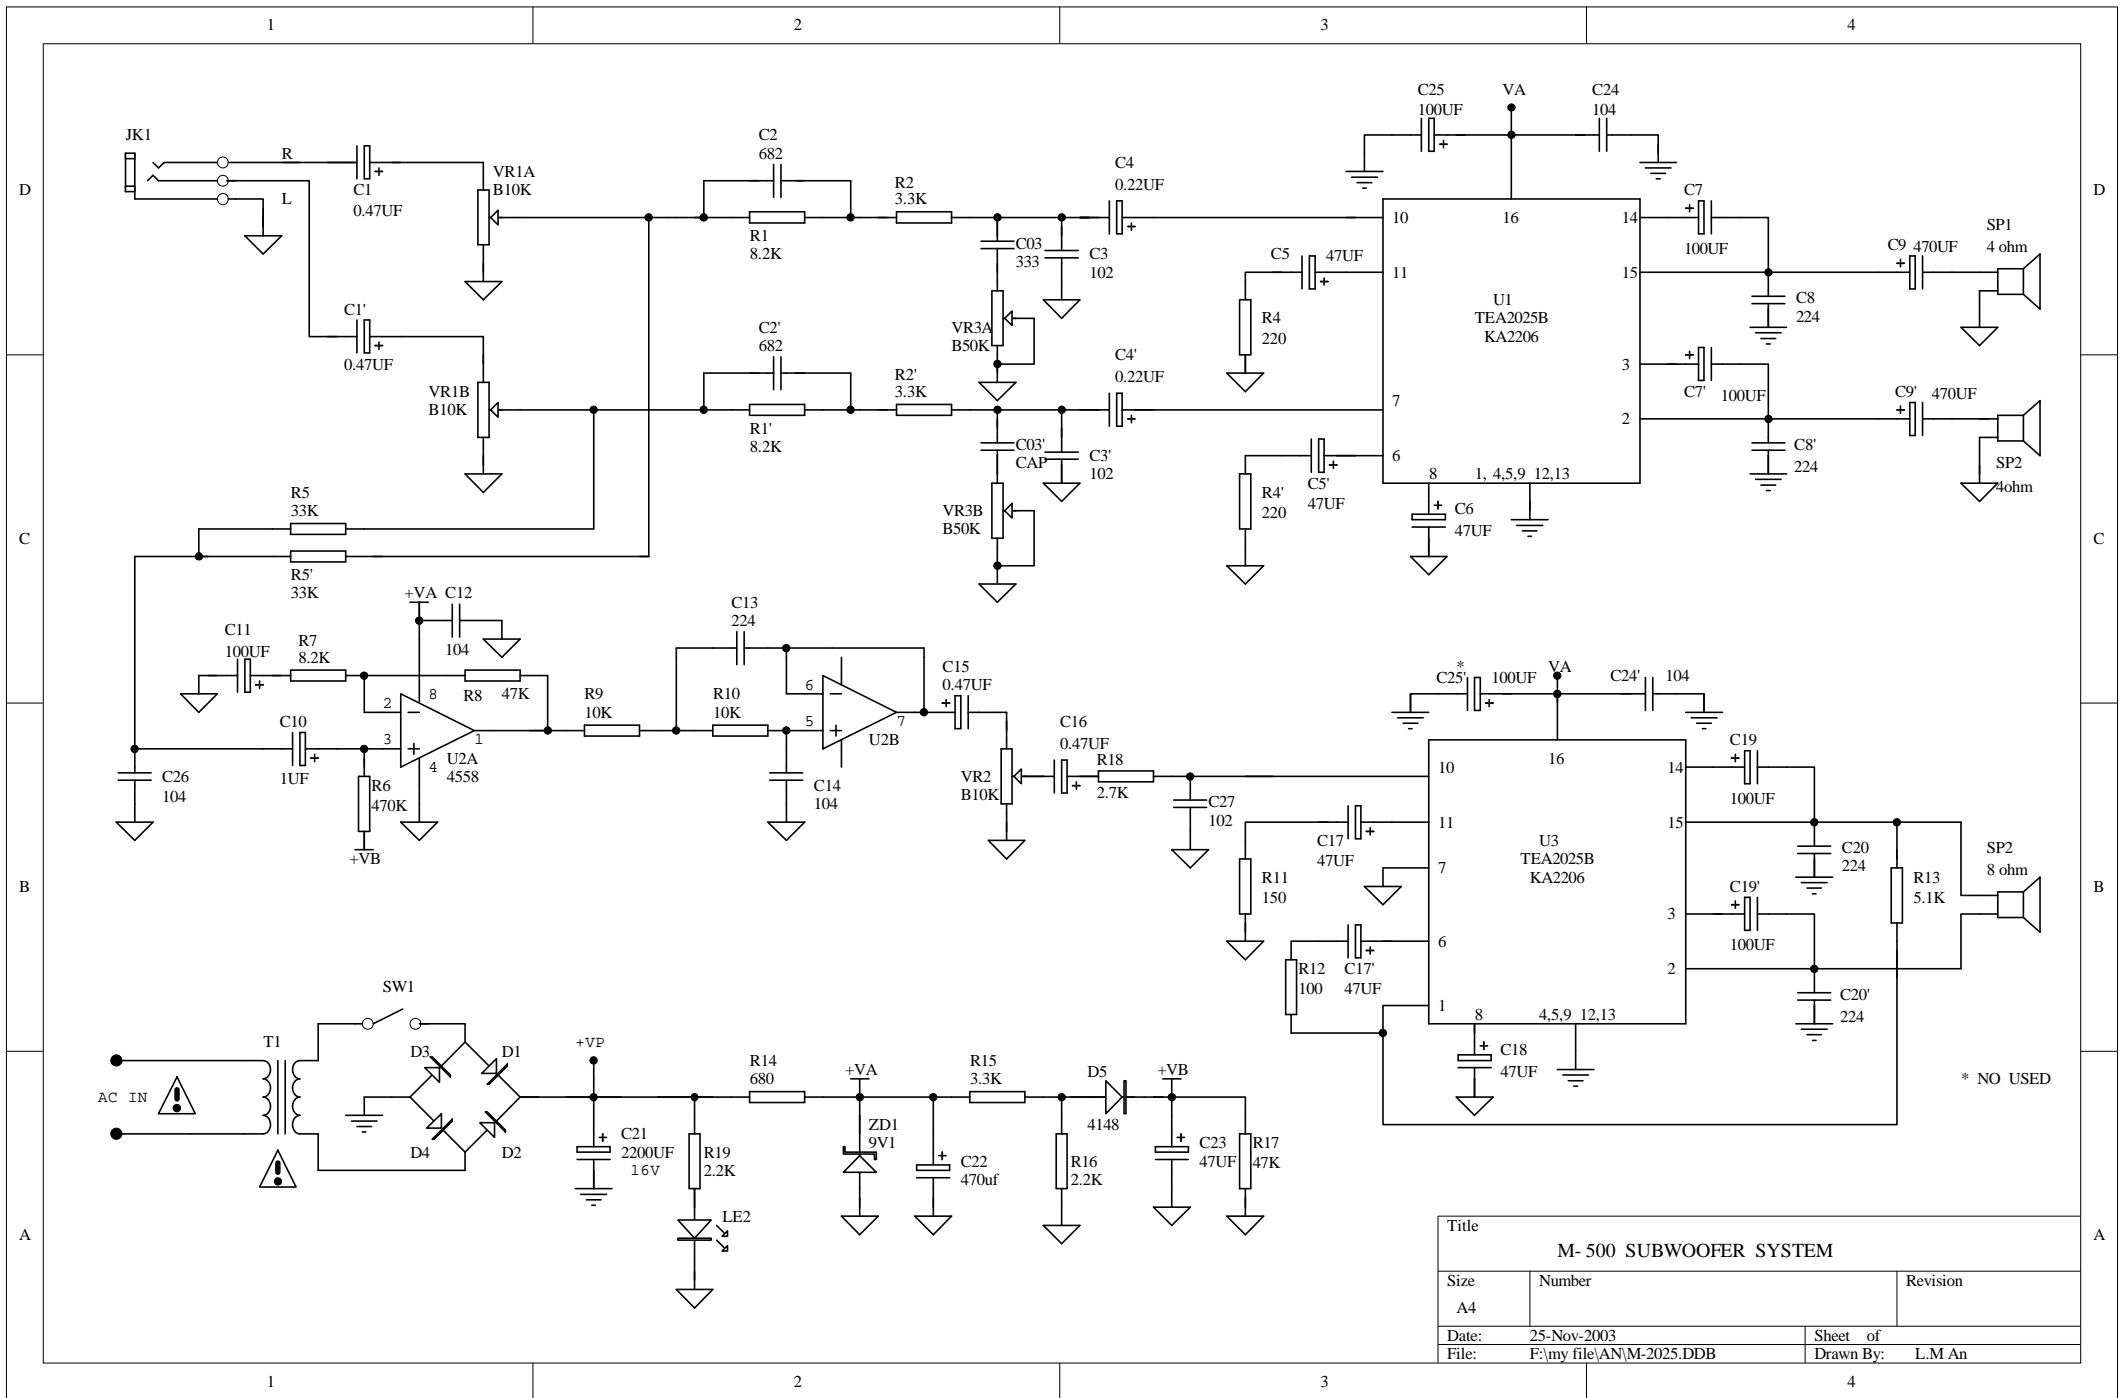 1 2 3 4
D
C
B
A
D
C
B
A
JK1
R
L
C1
0.47UF
VR1A
B10K
C1'
0.47UF
VR1B
B10K
C2
682
R1
8.2K
R2
3.3K
C03
333
C3
102
VR3A
B50K
C4
0.22UF
C2'
682
R1'
8.2K
R2'
3.3K
C03'
CAP
C3'
102
VR3B
B50K
C4'
0.22UF
C25
100UF
VA
C24
104
C5
47UF
R4
220
C5'
47UF
R4'
220
10
11
7
6
16
14
15
3
2
8
1, 4,5,9 12,13
U1
TEA2025B
KA2206
C6
47UF
C7
100UF
C8
224
C9 470UF
SP1
4 ohm
C7'
100UF
C8'
224
C9' 470UF
SP2
4ohm
R5
33K
R5'
33K
C11
100UF
R7
8.2K
+VA
C12
104
R8 47K
C10
1UF
R6
470K
+VB
C26
104
2
3
8
4
1
U2A
4558
R9
10K
R10
10K
C13
224
C14
104
6
5
7
U2B
C15
0.47UF
VR2
B10K
C16
0.47UF
R18
2.7K
C27
102
*
C25' 100UF
VA
C24' 104
C17
47UF
R11
150
C17'
47UF
R12
100
10
11
7
6
1
16
14
15
3
2
8
4,5,9 12,13
U3
TEA2025B
KA2206
C18
47UF
C19
100UF
C20
224
C19'
100UF
C20'
224
R13
5.1K
SP2
8 ohm
* NO USED
AC IN
T1
SW1
D3
D1
D4
D2
+VP
C21
2200UF
16V
R19
2.2K
LE2
R14
680
+VA
ZD1
9V1
C22
470uf
R15
3.3K
R16
2.2K
D5
4148
+VB
C23
47UF
R17
47K
Title
M- 500 SUBWOOFER SYSTEM
Size Number Revision
A4
Date: 25-Nov-2003 Sheet of
File: F:\my file\AN\M-2025.DDB Drawn By: L.M An
1 2 3 4